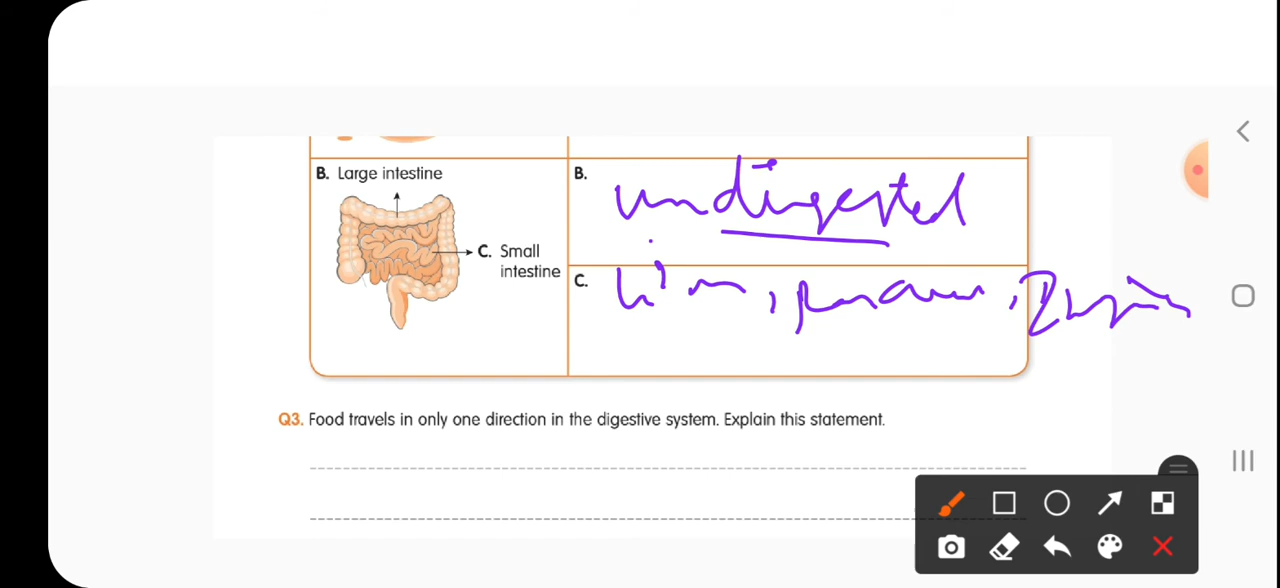 B. Large intestine
C. Small
intestine
B. undigested
C.
Q3. Food travels in only one direction in the digestive system. Explain this statement.